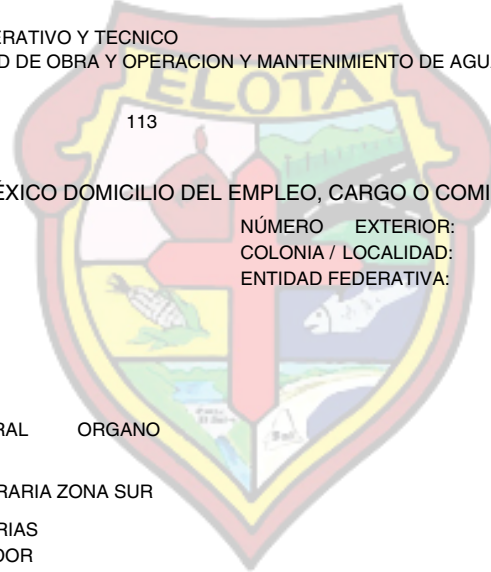 ERATIVO Y TECNICO
D DE OBRA Y OPERACION Y MANTENIMIENTO DE AGU
ELOTA
113
ÉXICO DOMICILIO DEL EMPLEO, CARGO O COMI
NÚMERO EXTERIOR:
COLONIA / LOCALIDAD:
ENTIDAD FEDERATIVA:
RAL ORGANO
RARIA ZONA SUR
RIAS
DOR